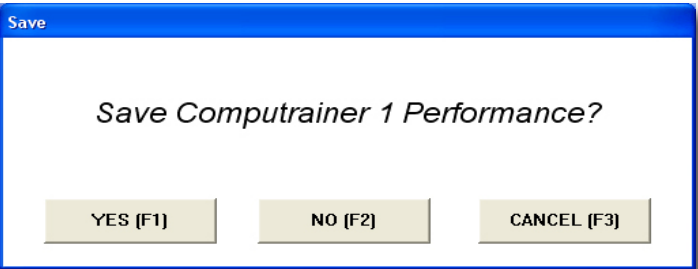 Save
Save Computrainer 1 Performance?
YES (F1) NO (F2) CANCEL (F3)